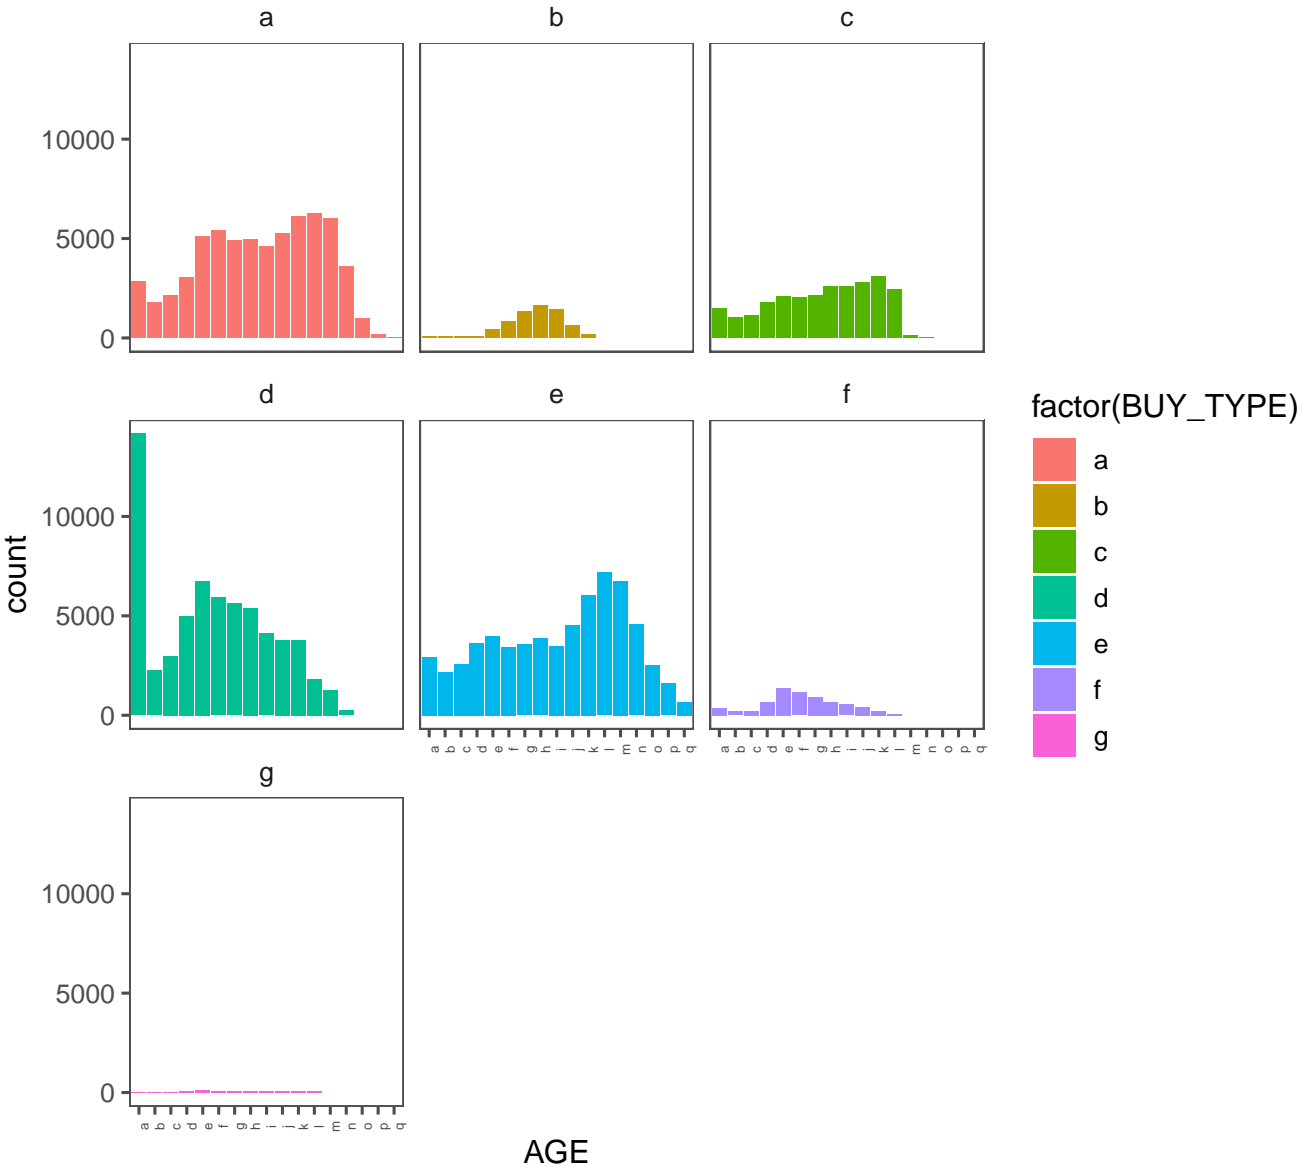 a b c
10000
5000
0
d e f
10000
5000
0
a b c d e f g h i j k l m n o p q
a b c d e f g h i j k l m n o p q
g
10000
5000
0
a b c d e f g h i j k l m n o p q
AGE
count
factor(BUY_TYPE)
a
b
c
d
e
f
g